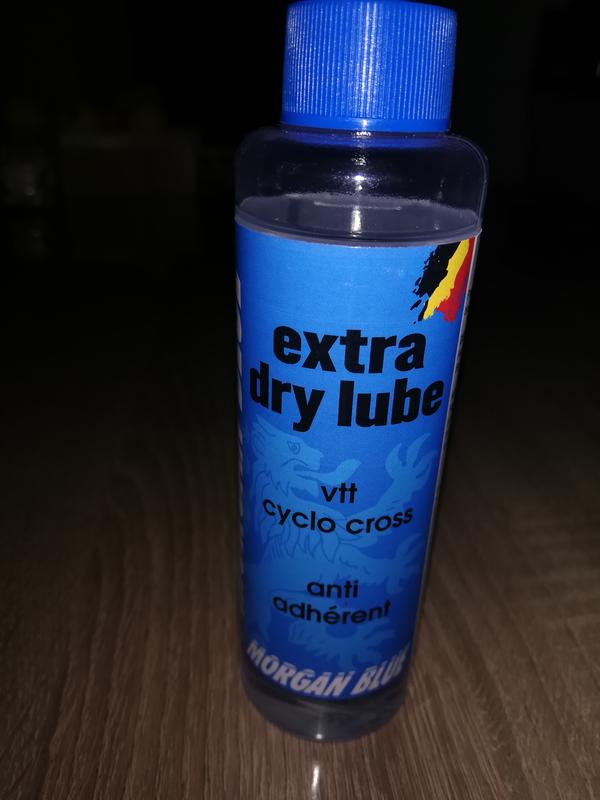 extra
dry lube
vtt
cyclo cross
anti
adhérent
MORGAN BLUE